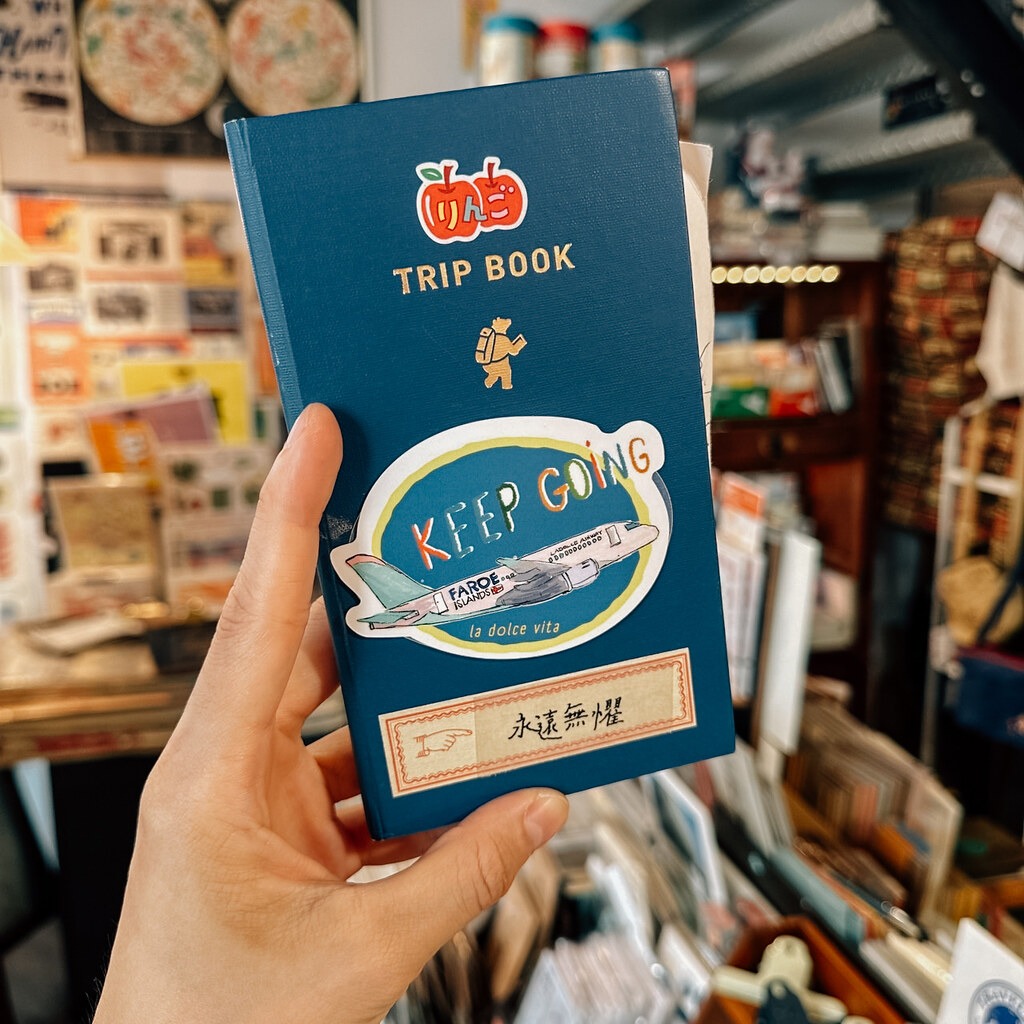 りんご
TRIP BOOK
KEEP GOING
FAROE
ISLANDS
la dolce vita
永遠無懼